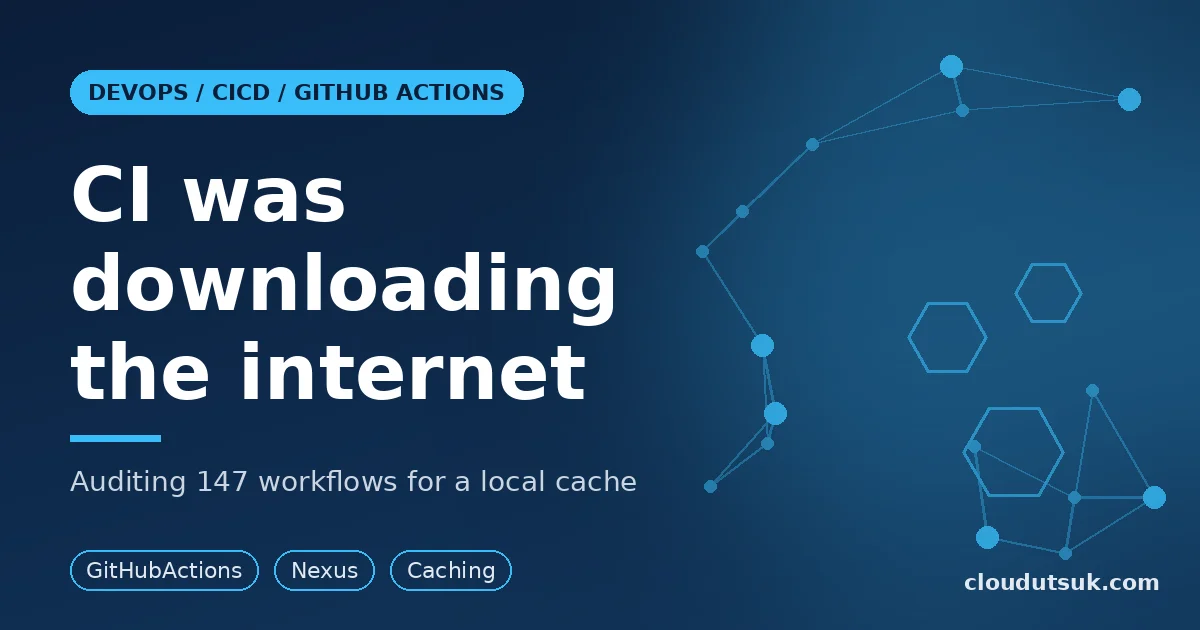 DEVOPS / CICD / GITHUB ACTIONS
CI was
downloading
the internet
Auditing 147 workflows for a local cache
GitHubActions
Nexus
Caching
cloudutsuk.com